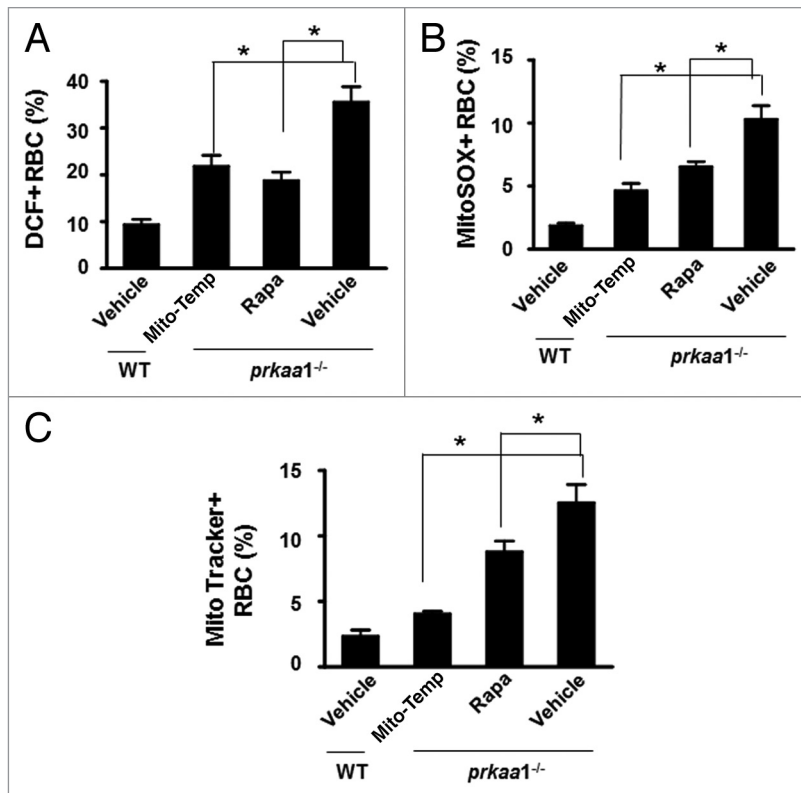 A
DCF+ RBC (%)
40
30
20
10
0
* *
Vehicle Mito-Temp Rapa Vehicle
WT prkaa1-/-
B
MitoSOX+ RBC (%)
15
10
5
0
* *
Vehicle Mito-Temp Rapa Vehicle
WT prkaa1-/-
C
Mito Tracker+
RBC (%)
15
10
5
0
* *
Vehicle Mito-Temp Rapa Vehicle
WT prkaa1-/-